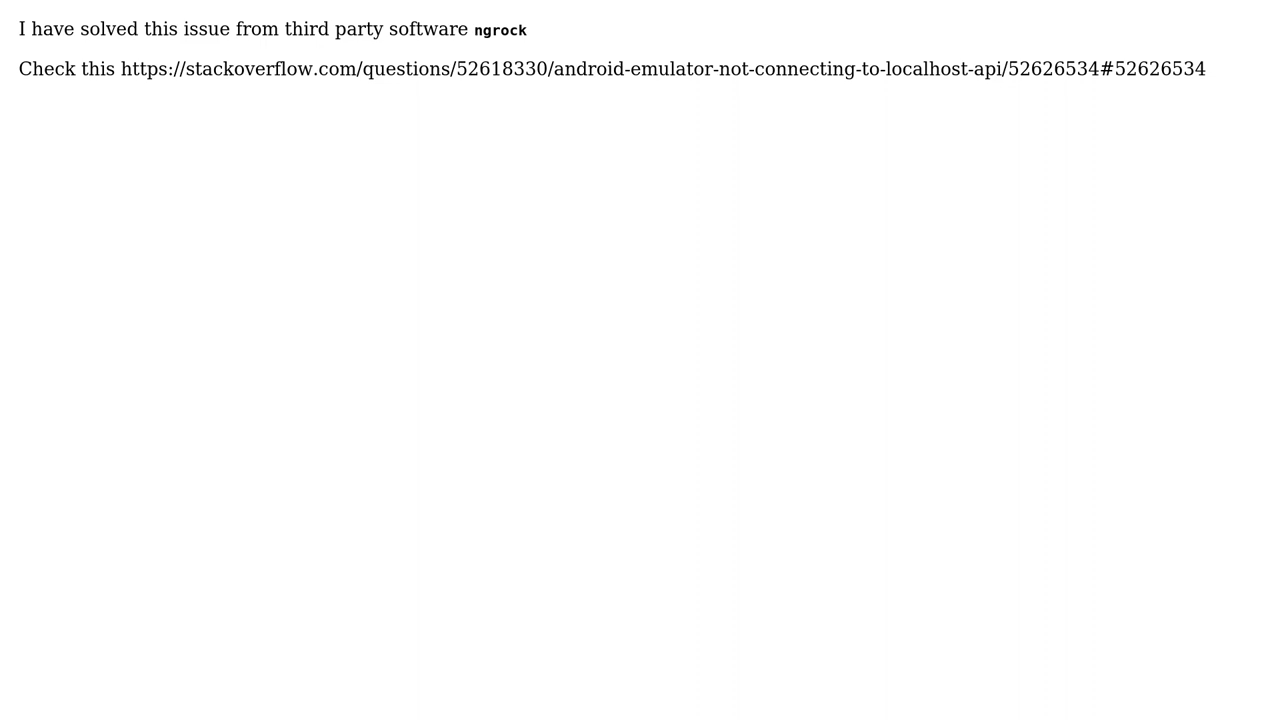 I have solved this issue from third party software ngrock
Check this https://stackoverflow.com/questions/52618330/android-emulator-not-connecting-to-localhost-api/52626534#52626534